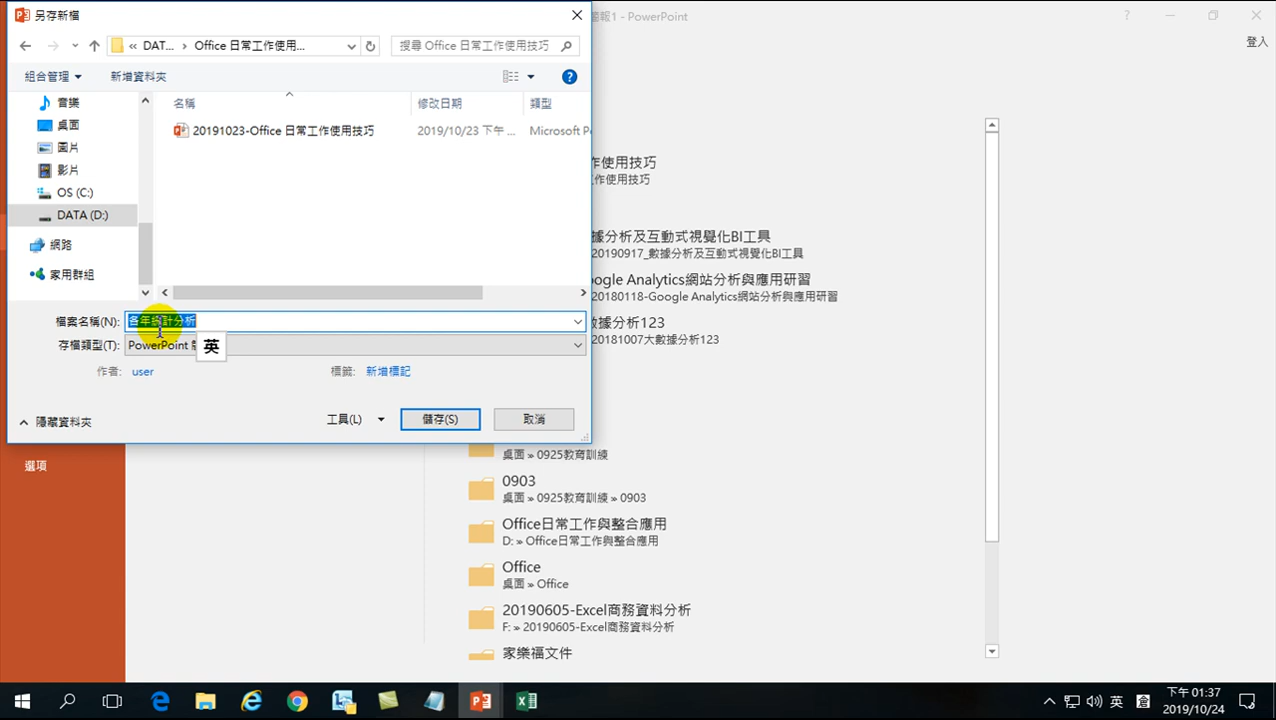 另存新檔
報1 - PowerPoint
?
登入
« DAT... › Office 日常工作使用...
搜尋 Office 日常工作使用技巧
組合管理
新增資料夾
音樂
桌面
圖片
影片
OS (C:)
DATA (D:)
網路
家用群組
名稱
修改日期
類型
20191023-Office 日常工作使用技巧
2019/10/23 下午 ...
Microsoft P
檔案名稱(N):
各年統計分析
存檔類型(T):
PowerPoint
英
作者:
user
標籤:
新增標記
隱藏資料夾
工具(L)
儲存(S)
取消
選項
作使用技巧
工作使用技巧
數據分析及互動式視覺化BI工具
20190917_數據分析及互動式視覺化BI工具
oogle Analytics網站分析與應用研習
20180118-Google Analytics網站分析與應用研習
數據分析123
20181007大數據分析123
桌面 » 0925教育訓練
0903
桌面 » 0925教育訓練 » 0903
Office日常工作與整合應用
D: » Office日常工作與整合應用
Office
桌面 » Office
20190605-Excel商務資料分析
F: » 20190605-Excel商務資料分析
家樂福文件
英
下午 01:37
2019/10/24